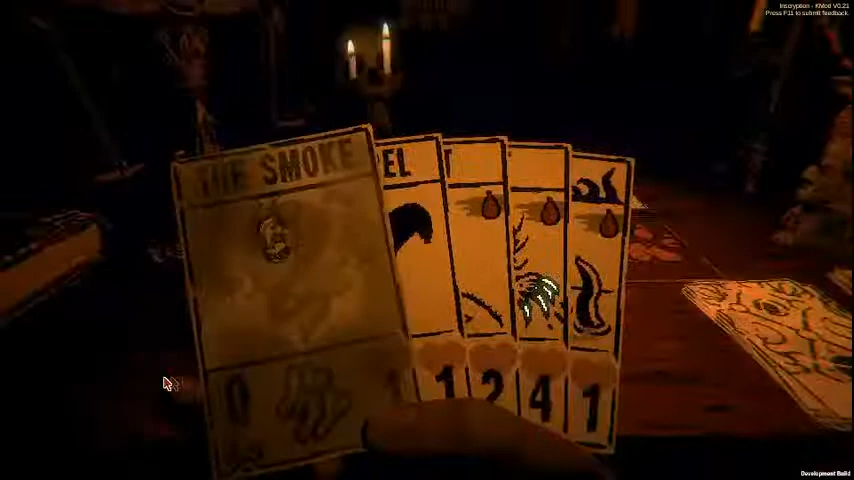 Inscryption - KMod V0.21
Press F11 to submit feedback.
THE SMOKE
EL
T
0
1
1
2
4
1
Development Build